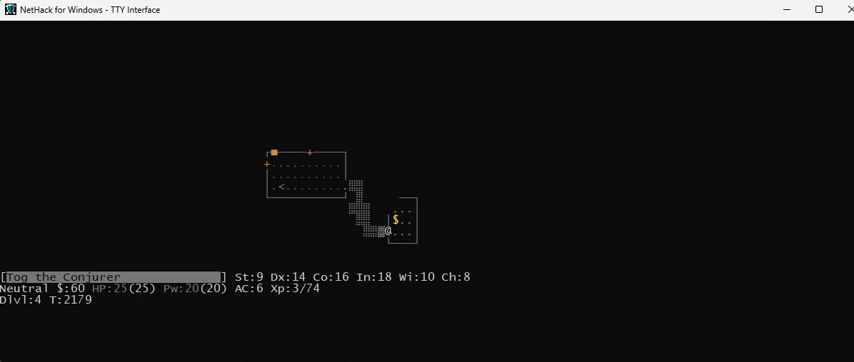 NetHack for Windows - TTY Interface
[Tog the Conjurer ] St:9 Dx:14 Co:16 In:18 Wi:10 Ch:8
Neutral $:60 HP:25(25) Pw:20(20) AC:6 Xp:3/74
Dlvl:4 T:2179